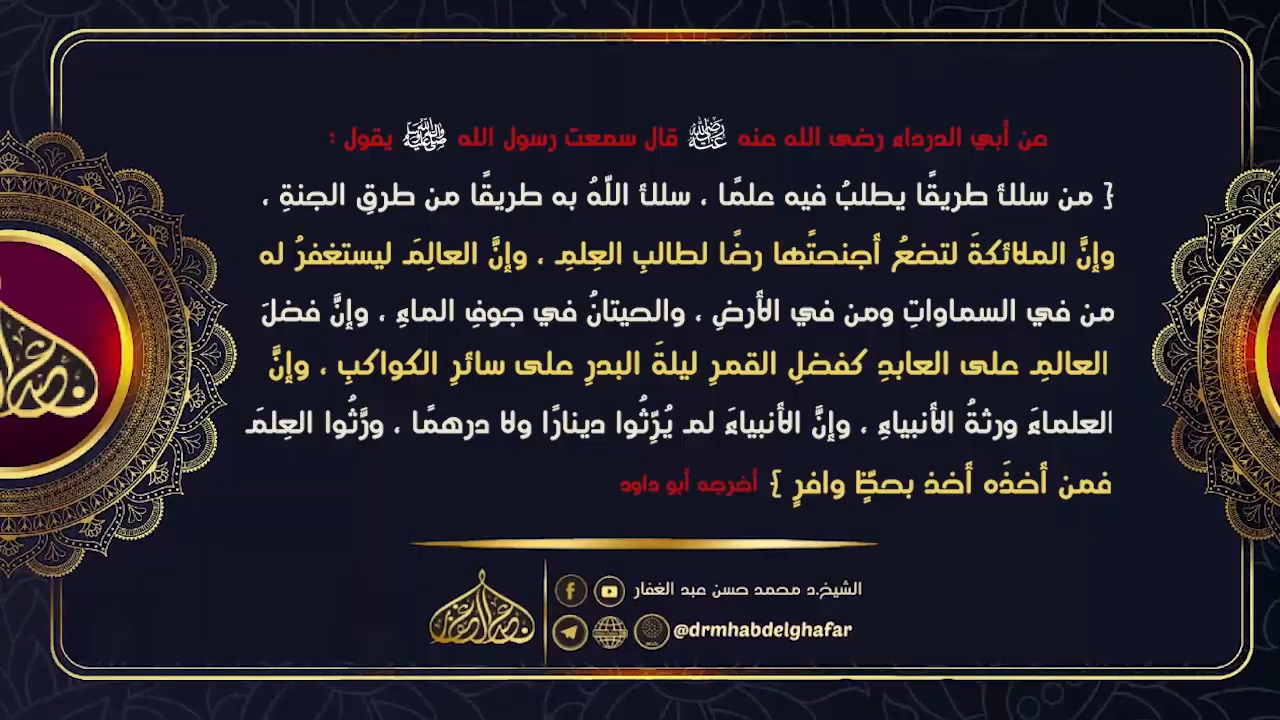 عن أبي الدرداء رضى الله عنه ﵁ قال سمعت رسول الله ﷺ يقول :
{ من سلك طريقًا يطلبُ فيه علمًا ، سلك اللّهُ به طريقًا من طرقِ الجنةِ ،
وإنَّ الملائكةَ لتضعُ أجنحتًها رضًا لطالبِ العِلمِ ، وإنَّ العالِمَ ليستغفرُ له
من في السماواتِ ومن في الأرضِ ، والحيتانُ في جوفِ الماءِ ، وإنَّ فضلَ
العالمِ على العابدِ كفضلِ القمرِ ليلةَ البدرِ على سائرِ الكواكبِ ، وإنَّ
العلماءَ ورثةُ الأنبياءِ ، وإنَّ الأنبياءَ لم يُرِّثُوا دينارًا ولا درهمًا ، ورَّثُوا العِلمَ
فمن أخذَه أخذ بحظٍّ وافرٍ } أخرجه أبو داود
الشيخ.د محمد حسن عبد الغفار
@drmhabdelghafar